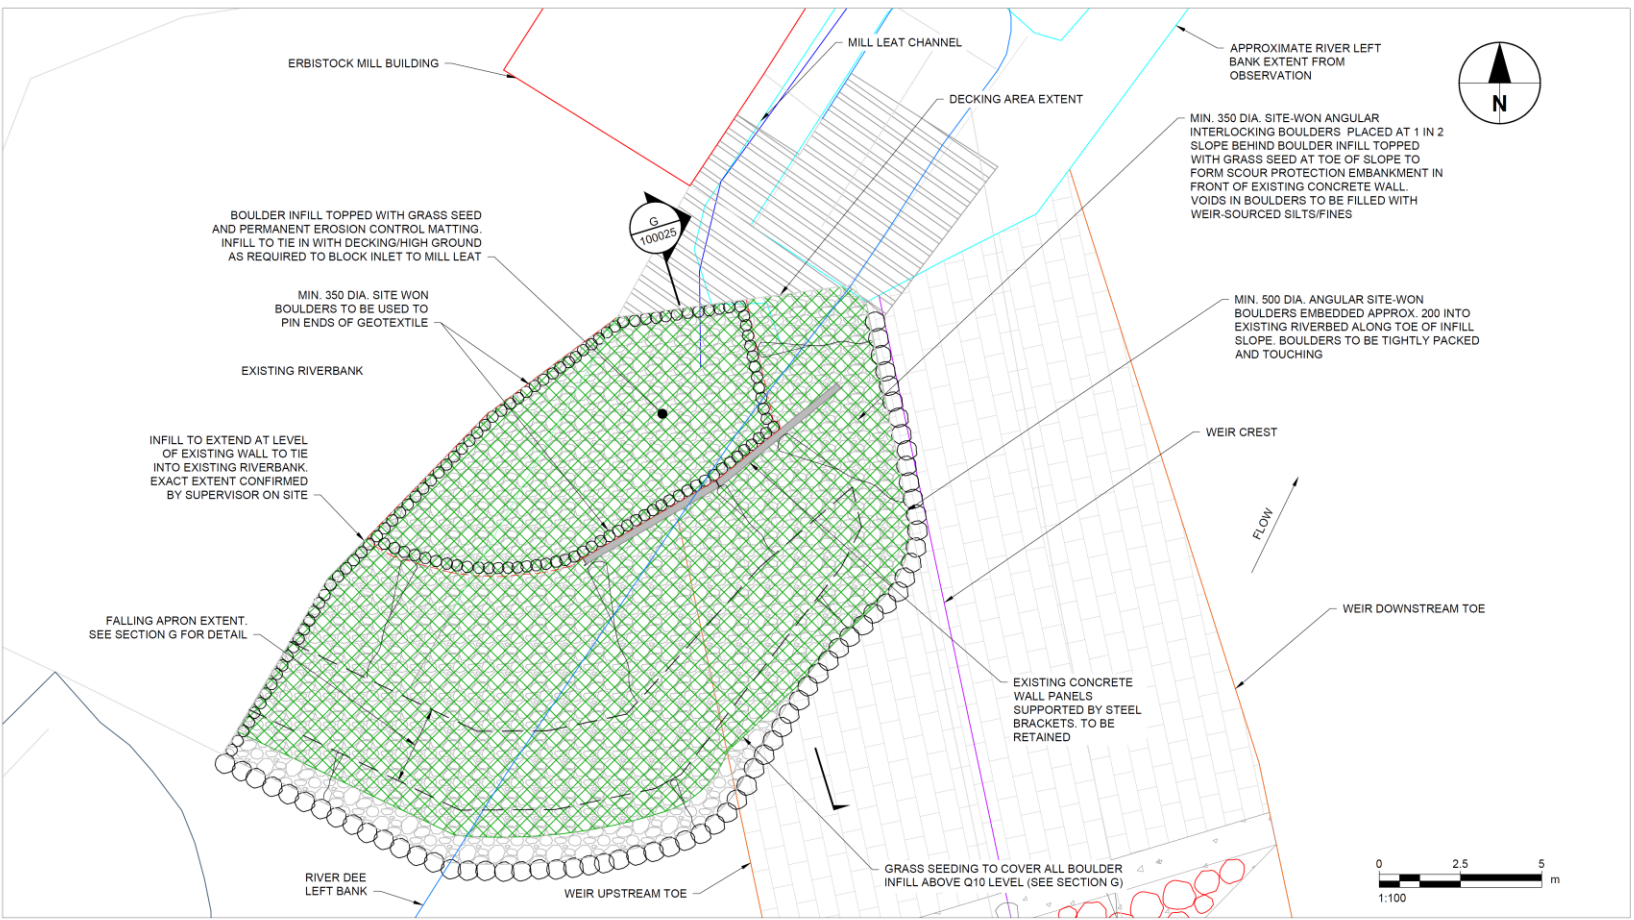 MILL LEAT CHANNEL
APPROXIMATE RIVER LEFT
BANK EXTENT FROM
OBSERVATION
ERBISTOCK MILL BUILDING
DECKING AREA EXTENT
N
MIN. 350 DIA. SITE-WON ANGULAR
INTERLOCKING BOULDERS PLACED AT 1 IN 2
SLOPE BEHIND BOULDER INFILL TOPPED
WITH GRASS SEED AT TOE OF SLOPE TO
FORM SCOUR PROTECTION EMBANKMENT IN
FRONT OF EXISTING CONCRETE WALL.
VOIDS IN BOULDERS TO BE FILLED WITH
WEIR-SOURCED SILTS/FINES
BOULDER INFILL TOPPED WITH GRASS SEED
AND PERMANENT EROSION CONTROL MATTING.
INFILL TO TIE IN WITH DECKING/HIGH GROUND
AS REQUIRED TO BLOCK INLET TO MILL LEAT
G
100025
MIN. 350 DIA. SITE WON
BOULDERS TO BE USED TO
PIN ENDS OF GEOTEXTILE
MIN. 500 DIA. ANGULAR SITE-WON
BOULDERS EMBEDDED APPROX. 200 INTO
EXISTING RIVERBED ALONG TOE OF INFILL
SLOPE. BOULDERS TO BE TIGHTLY PACKED
AND TOUCHING
EXISTING RIVERBANK
INFILL TO EXTEND AT LEVEL
OF EXISTING WALL TO TIE
INTO EXISTING RIVERBANK.
EXACT EXTENT CONFIRMED
BY SUPERVISOR ON SITE
WEIR CREST
FLOW
FALLING APRON EXTENT.
SEE SECTION G FOR DETAIL
WEIR DOWNSTREAM TOE
EXISTING CONCRETE
WALL PANELS
SUPPORTED BY STEEL
BRACKETS. TO BE
RETAINED
RIVER DEE
LEFT BANK
WEIR UPSTREAM TOE
GRASS SEEDING TO COVER ALL BOULDER
INFILL ABOVE Q10 LEVEL (SEE SECTION G)
0 2.5 5
m
1:100